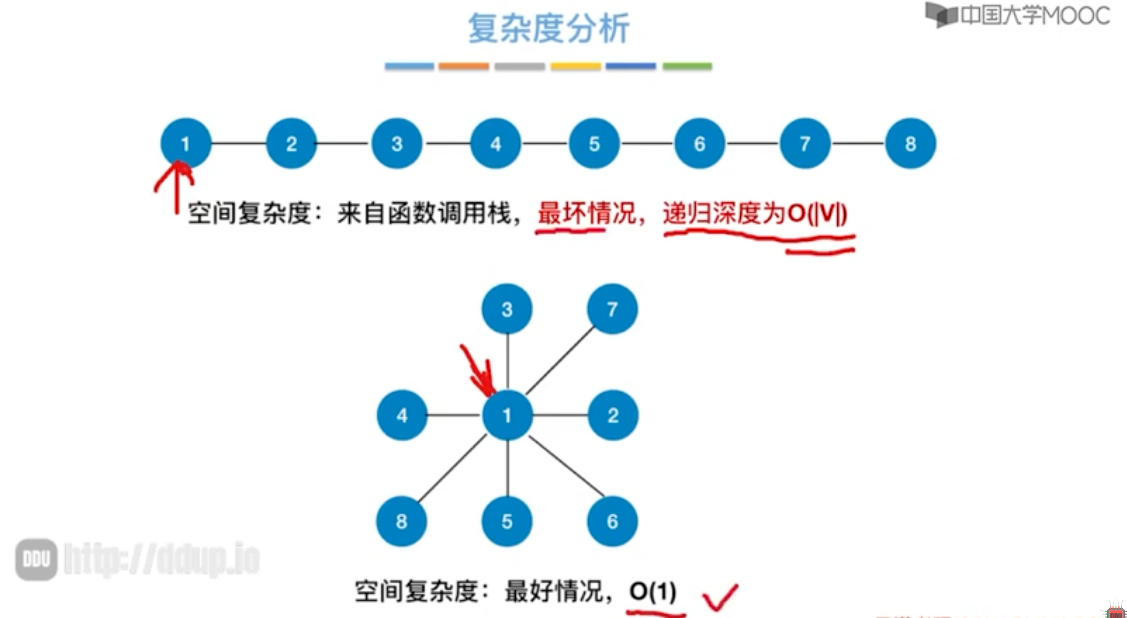 复杂度分析
中国大学MOOC
1 2 3 4 5 6 7 8
空间复杂度：来自函数调用栈，最坏情况，递归深度为O(|V|)
3 7
4 1 2
8 5 6
DDU http://ddup.io
空间复杂度：最好情况，O(1)